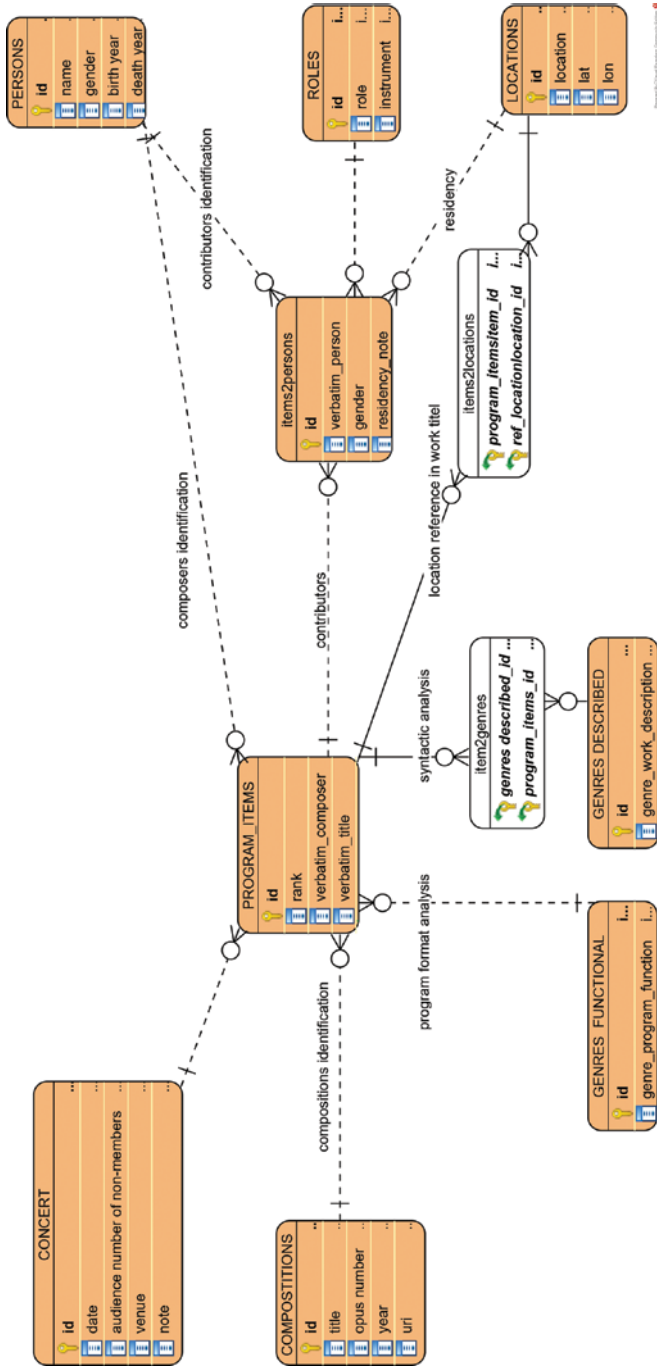 CONCERT
id ...
date
audience number of non-members
venue
note
COMPOSTITIONS
id
title
opus number
year
uri
PROGRAM_ITEMS
id
rank
verbatim_composer
verbatim_title
GENRES FUNCTIONAL
id i...
genre_program_function i...
GENRES DESCRIBED
id ...
genre_work_description ...
item2genres
genres described_id ...
program_items_id ...
items2persons
id
verbatim_person
gender
residency_note
items2locations
program_itemsitem_id i...
ref_locationlocation_id i...
PERSONS
id
name
gender
birth year
death year
ROLES
id i...
role
instrument i...
LOCATIONS
id
location
lat
lon
composers identification
contributors identification
contributors
residency
location reference in work titel
syntactic analysis
program format analysis
compositions identification